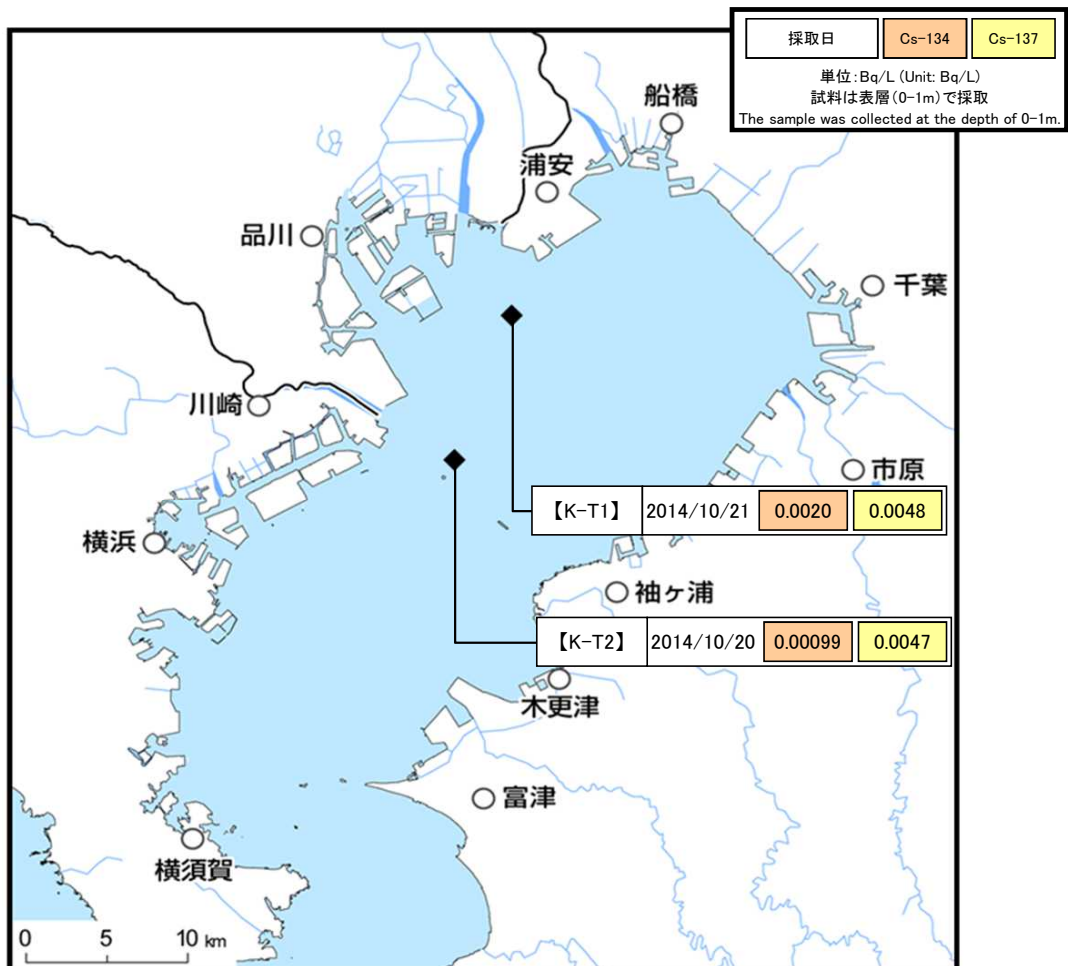 採取日 Cs-134 Cs-137
単位:Bq/L (Unit: Bq/L)
試料は表層(0-1m)で採取
The sample was collected at the depth of 0-1m.
船橋
浦安
品川
千葉
川崎
市原
【K-T1】 2014/10/21 0.0020 0.0048
横浜
袖ヶ浦
【K-T2】 2014/10/20 0.00099 0.0047
木更津
富津
横須賀
0 5 10 km